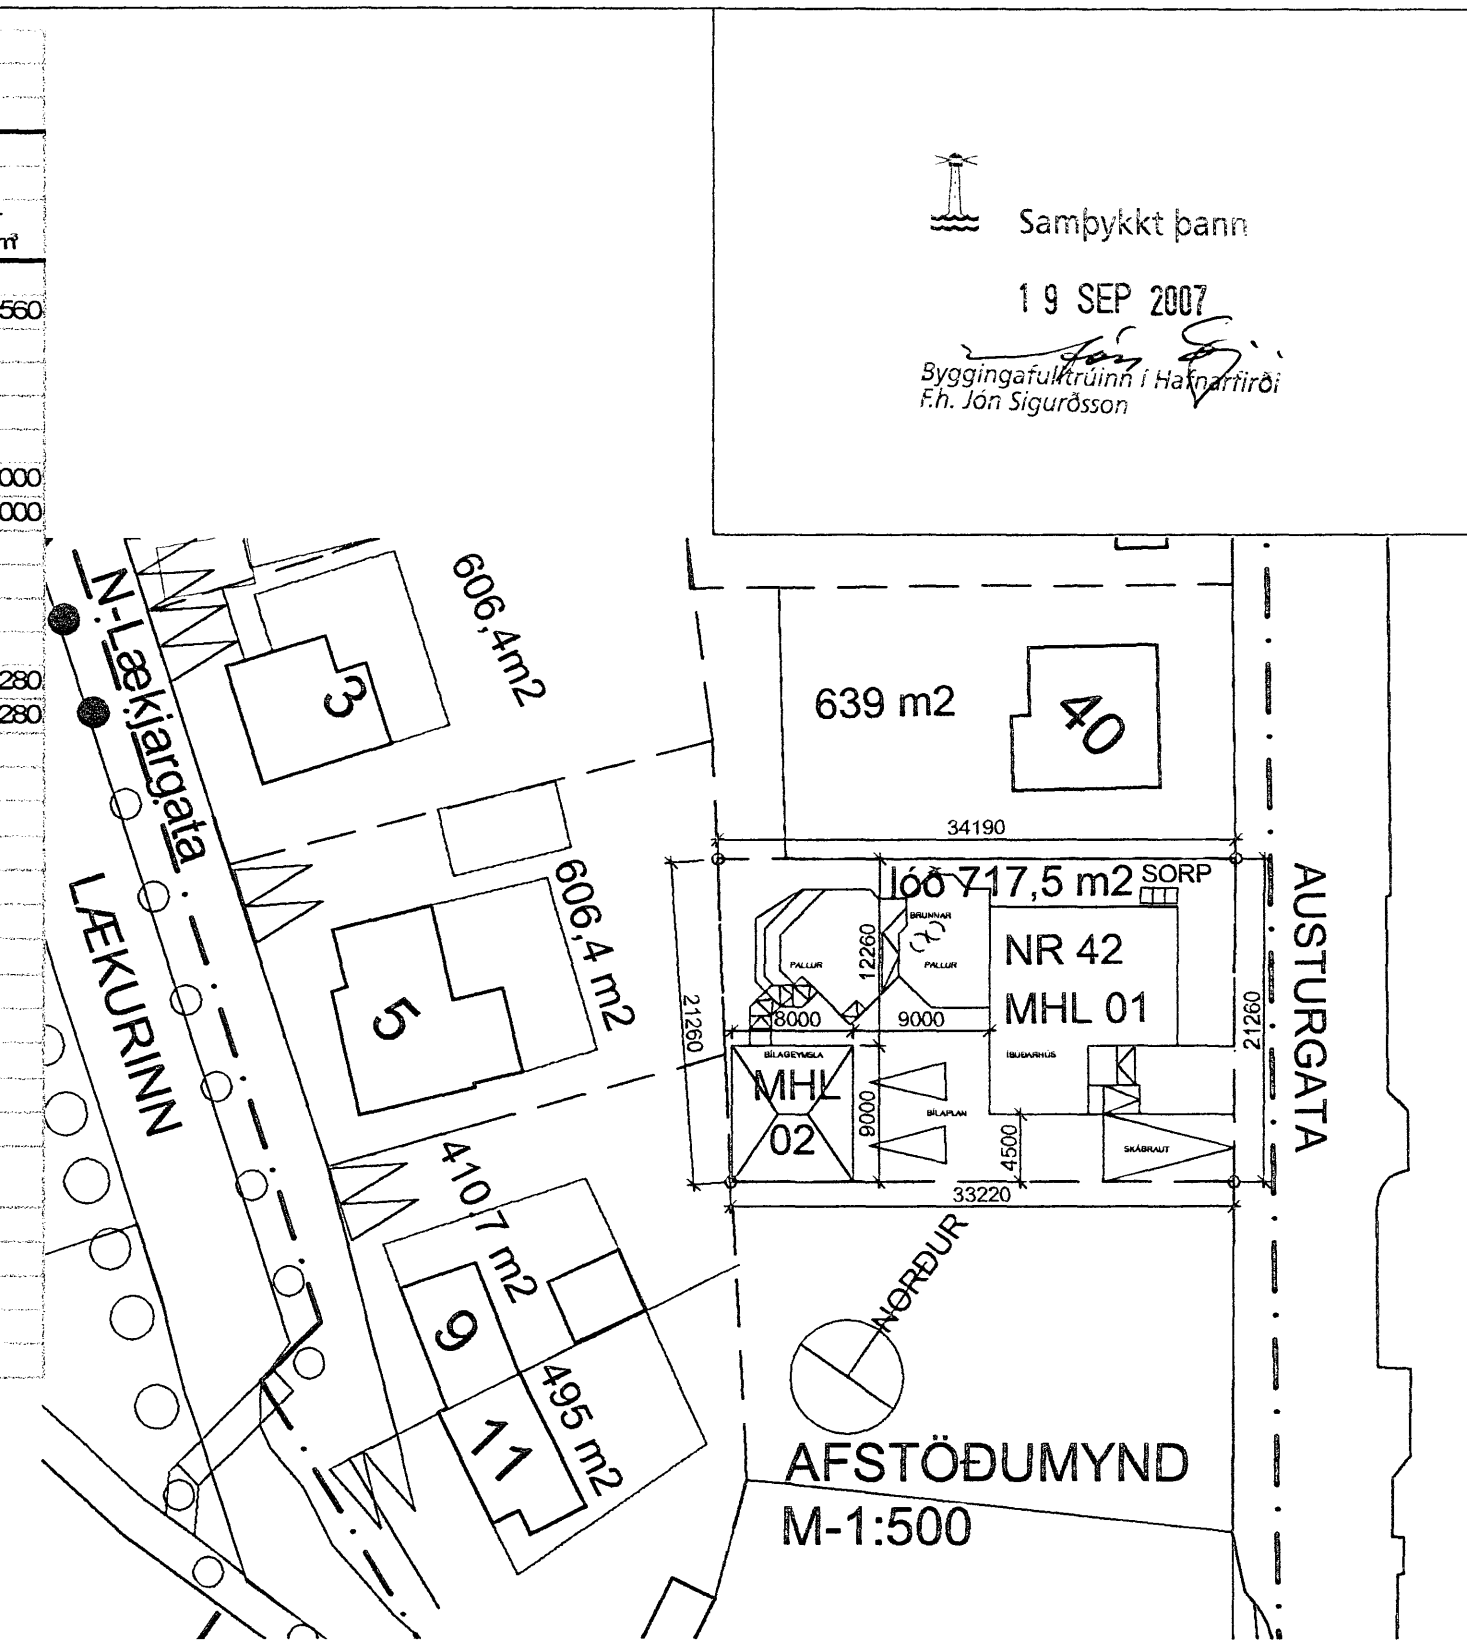 m³
560
000
000
280
280
Samþykkt þann
19 SEP 2007
Byggingafulltrúinn í Hafnarfirði
F.h. Jón Sigurðsson
N-Lækjargata
LÆKURINN
3
606,4m2
5
606,4 m2
9
410,7 m2
11
495 m2
639 m2
40
34190
lóð 717,5 m2
SORP
BRUNNAR
NR 42
MHL 01
PALLUR
PALLUR
12260
21260
21260
8000
9000
BÍLAGEYMSLA
ÍBÚÐARHÚS
MHL
02
9000
BÍLAPLAN
4500
SKÁBRAUT
33220
AUSTURGATA
NORÐUR
AFSTÖÐUMYND
M-1:500